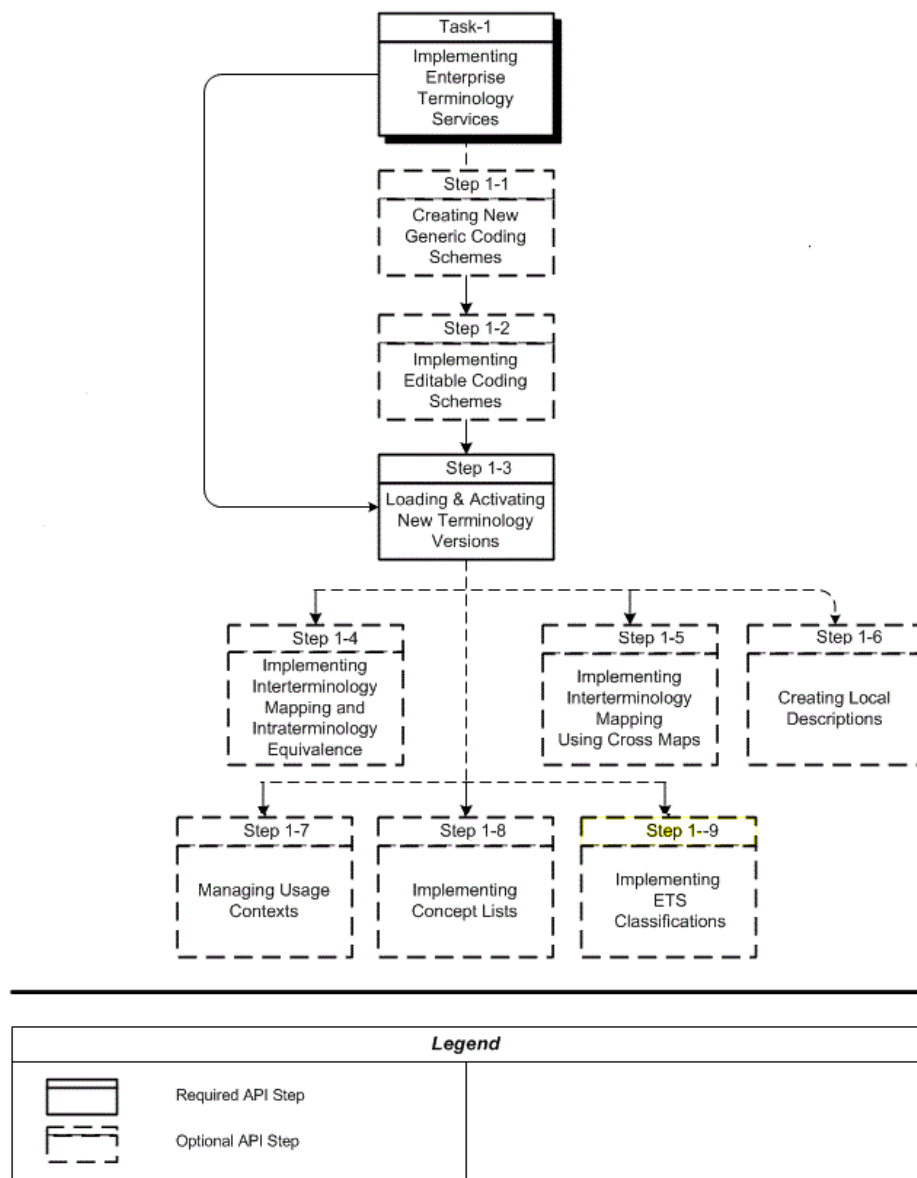 Task-1
Implementing
Enterprise
Terminology
Services
Step 1-1
Creating New
Generic Coding
Schemes
Step 1-2
Implementing
Editable Coding
Schemes
Step 1-3
Loading & Activating
New Terminology
Versions
Step 1-4
Implementing
Interterminology
Mapping and
Intraterminology
Equivalence
Step 1-5
Implementing
Interterminology
Mapping
Using Cross Maps
Step 1-6
Creating Local
Descriptions
Step 1-7
Managing Usage
Contexts
Step 1-8
Implementing
Concept Lists
Step 1--9
Implementing
ETS
Classifications
Legend
Required API Step
Optional API Step